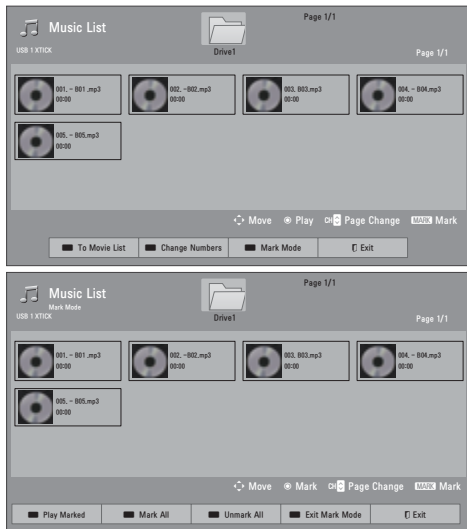 Page 1/1
Music List
USB 1 XTICK
Drive1
Page 1/1
001. - B01 .mp3
00:00
002. -B02.mp3
00:00
003. B03.mp3
00:00
004, - B04.mp3
00:00
005, - B05.mp3
00:00
Move Play CH Page Change MARK Mark
To Movie List Change Numbers Mark Mode Exit
Page 1/1
Music List
Mark Mode
USB 1 XTICK
Drive1
Page 1/1
001. - B01 .mp3
00:00
002. -B02.mp3
00:00
003. B03.mp3
00:00
004, - B04.mp3
00:00
005, - B05.mp3
00:00
Move Mark CH Page Change MARK Mark
Play Marked Mark All Unmark All Exit Mark Mode Exit